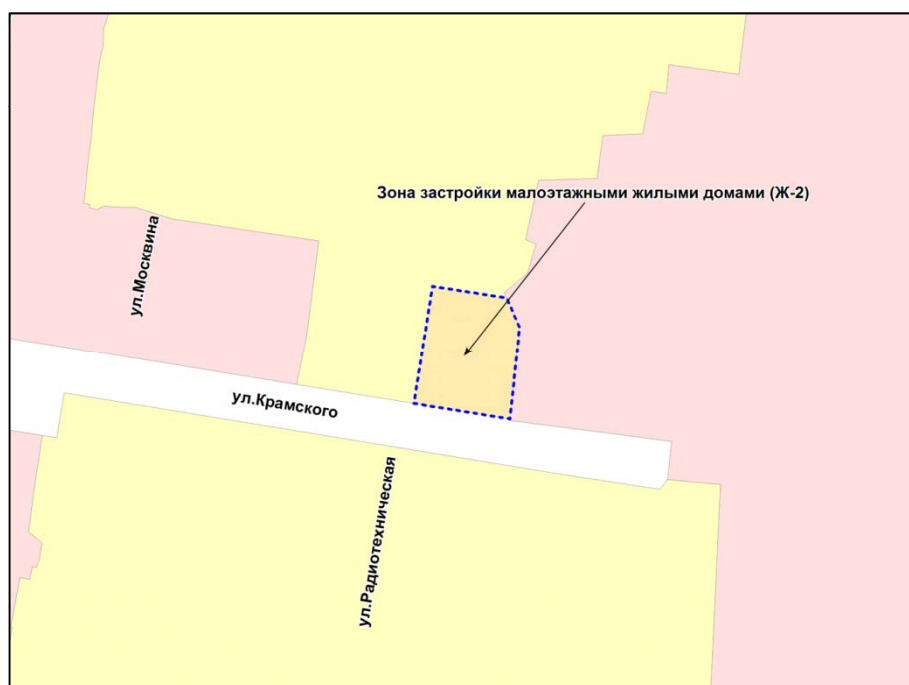 Зона застройки малоэтажными жилыми домами (Ж-2)
ул.Москвина
ул.Крамского
ул.Радиотехническая